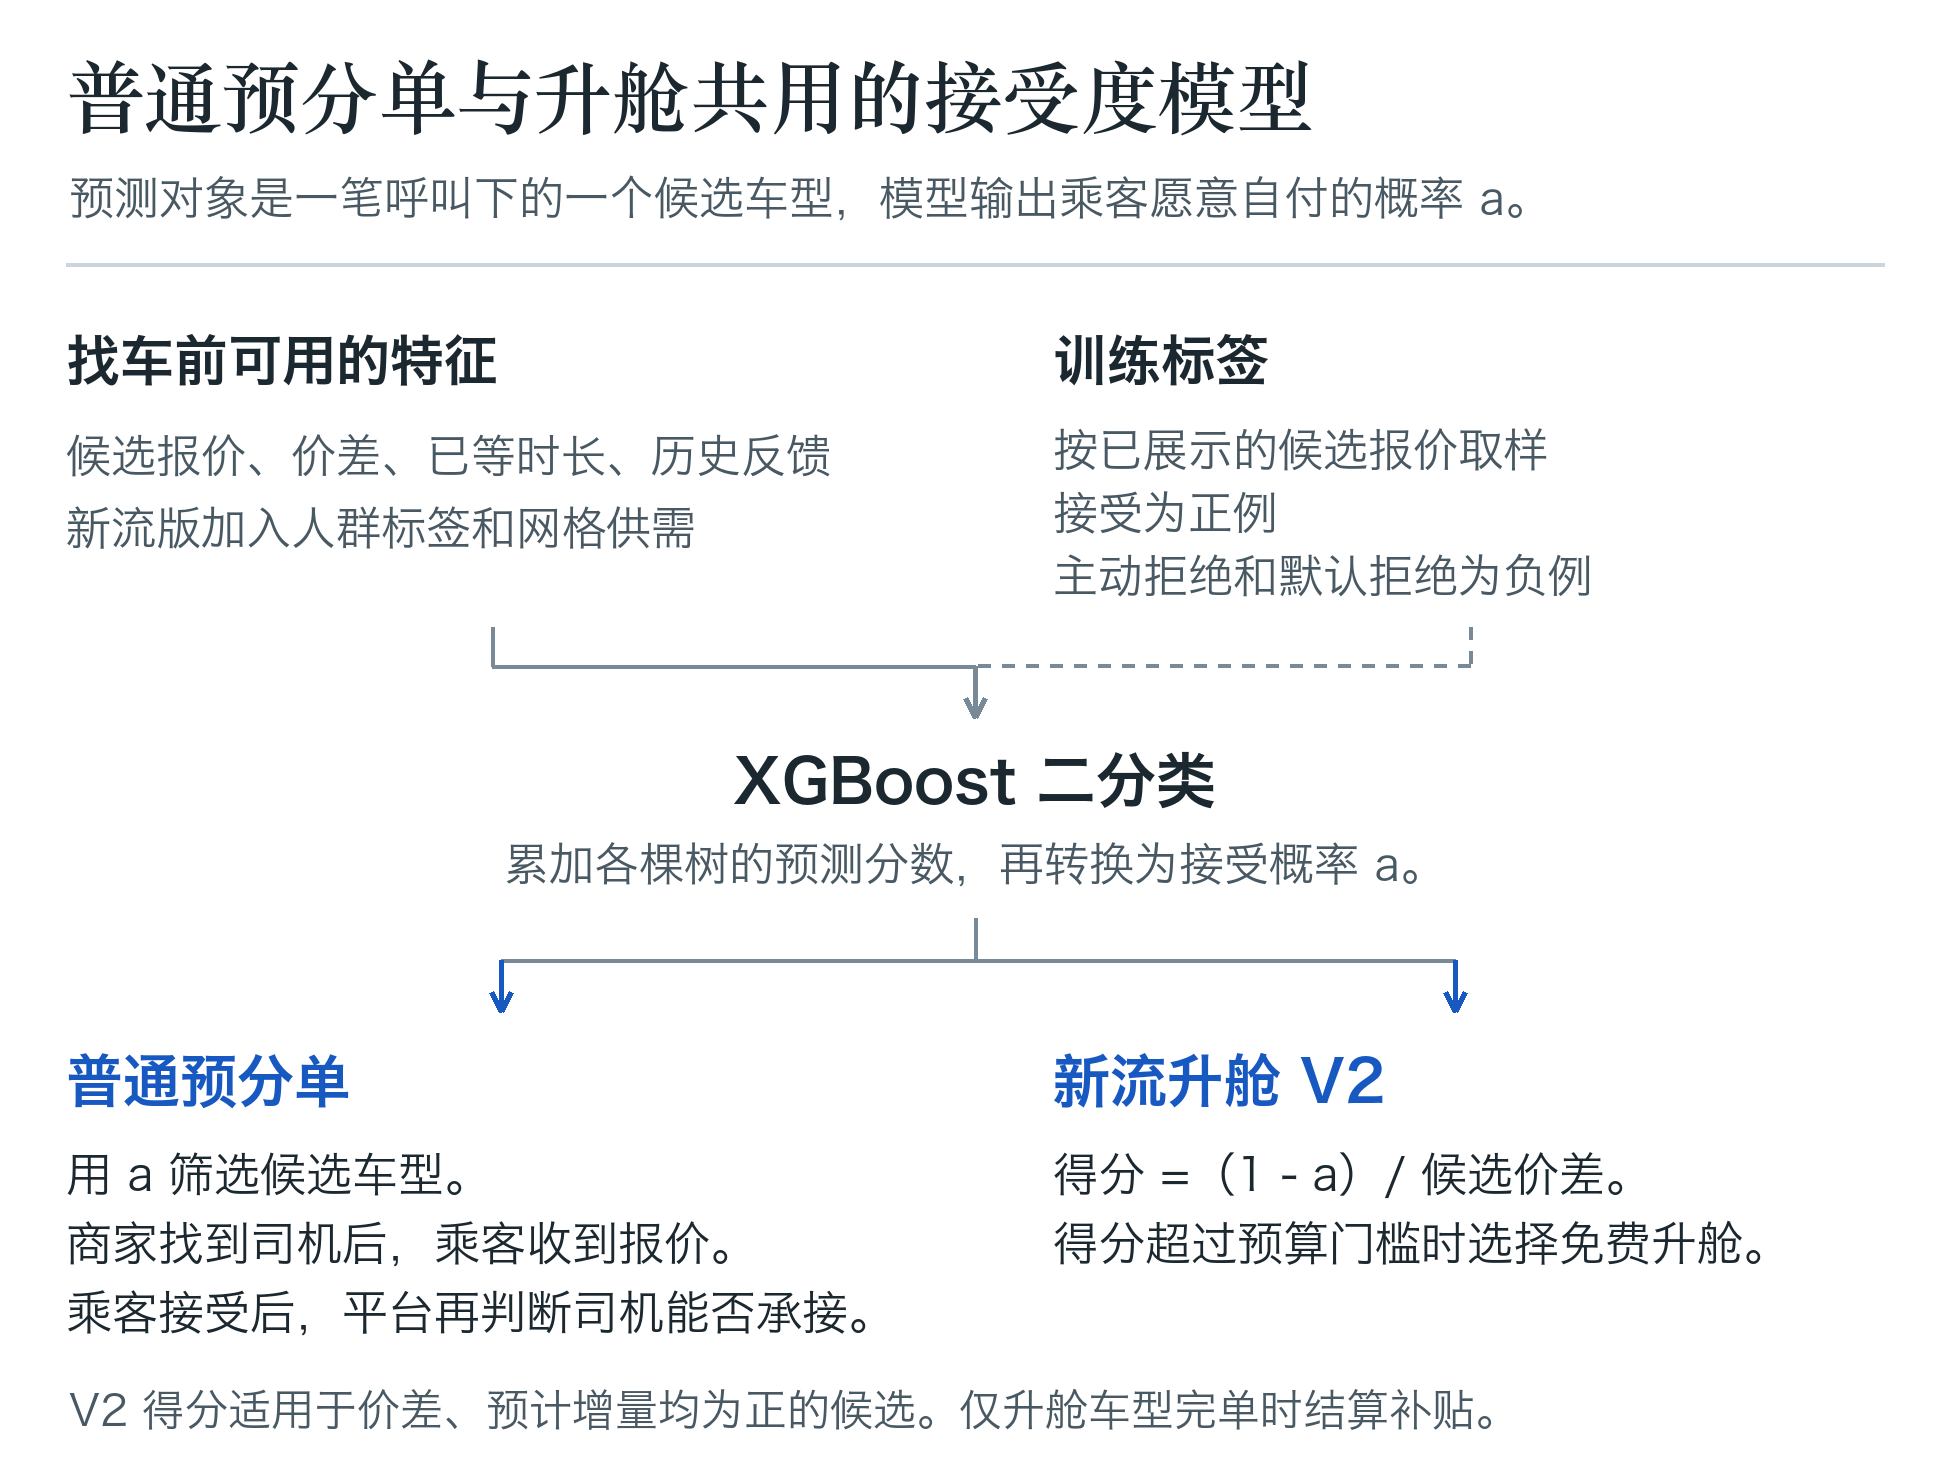 普通预分单与升舱共用的接受度模型
预测对象是一笔呼叫下的一个候选车型，模型输出乘客愿意自付的概率 a。
找车前可用的特征
候选报价、价差、已等时长、历史反馈
新流版加入人群标签和网格供需
训练标签
按已展示的候选报价取样
接受为正例
主动拒绝和默认拒绝为负例
XGBoost 二分类
累加各棵树的预测分数，再转换为接受概率 a。
普通预分单
用 a 筛选候选车型。
商家找到司机后，乘客收到报价。
乘客接受后，平台再判断司机能否承接。
新流升舱 V2
得分 =（1 - a）/ 候选价差。
得分超过预算门槛时选择免费升舱。
V2 得分适用于价差、预计增量均为正的候选。仅升舱车型完单时结算补贴。